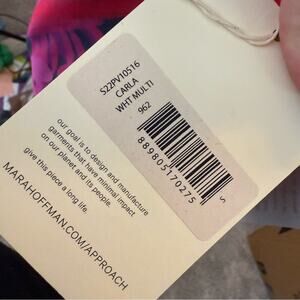 S22PV10516
CARLA
WHT MULTI
962
889805170275
S
our goal is to design and manufacture
garments that have minimal impact
on our planet and its people.
give this piece a long life.
MARAHOFFMAN.COM/APPROACH